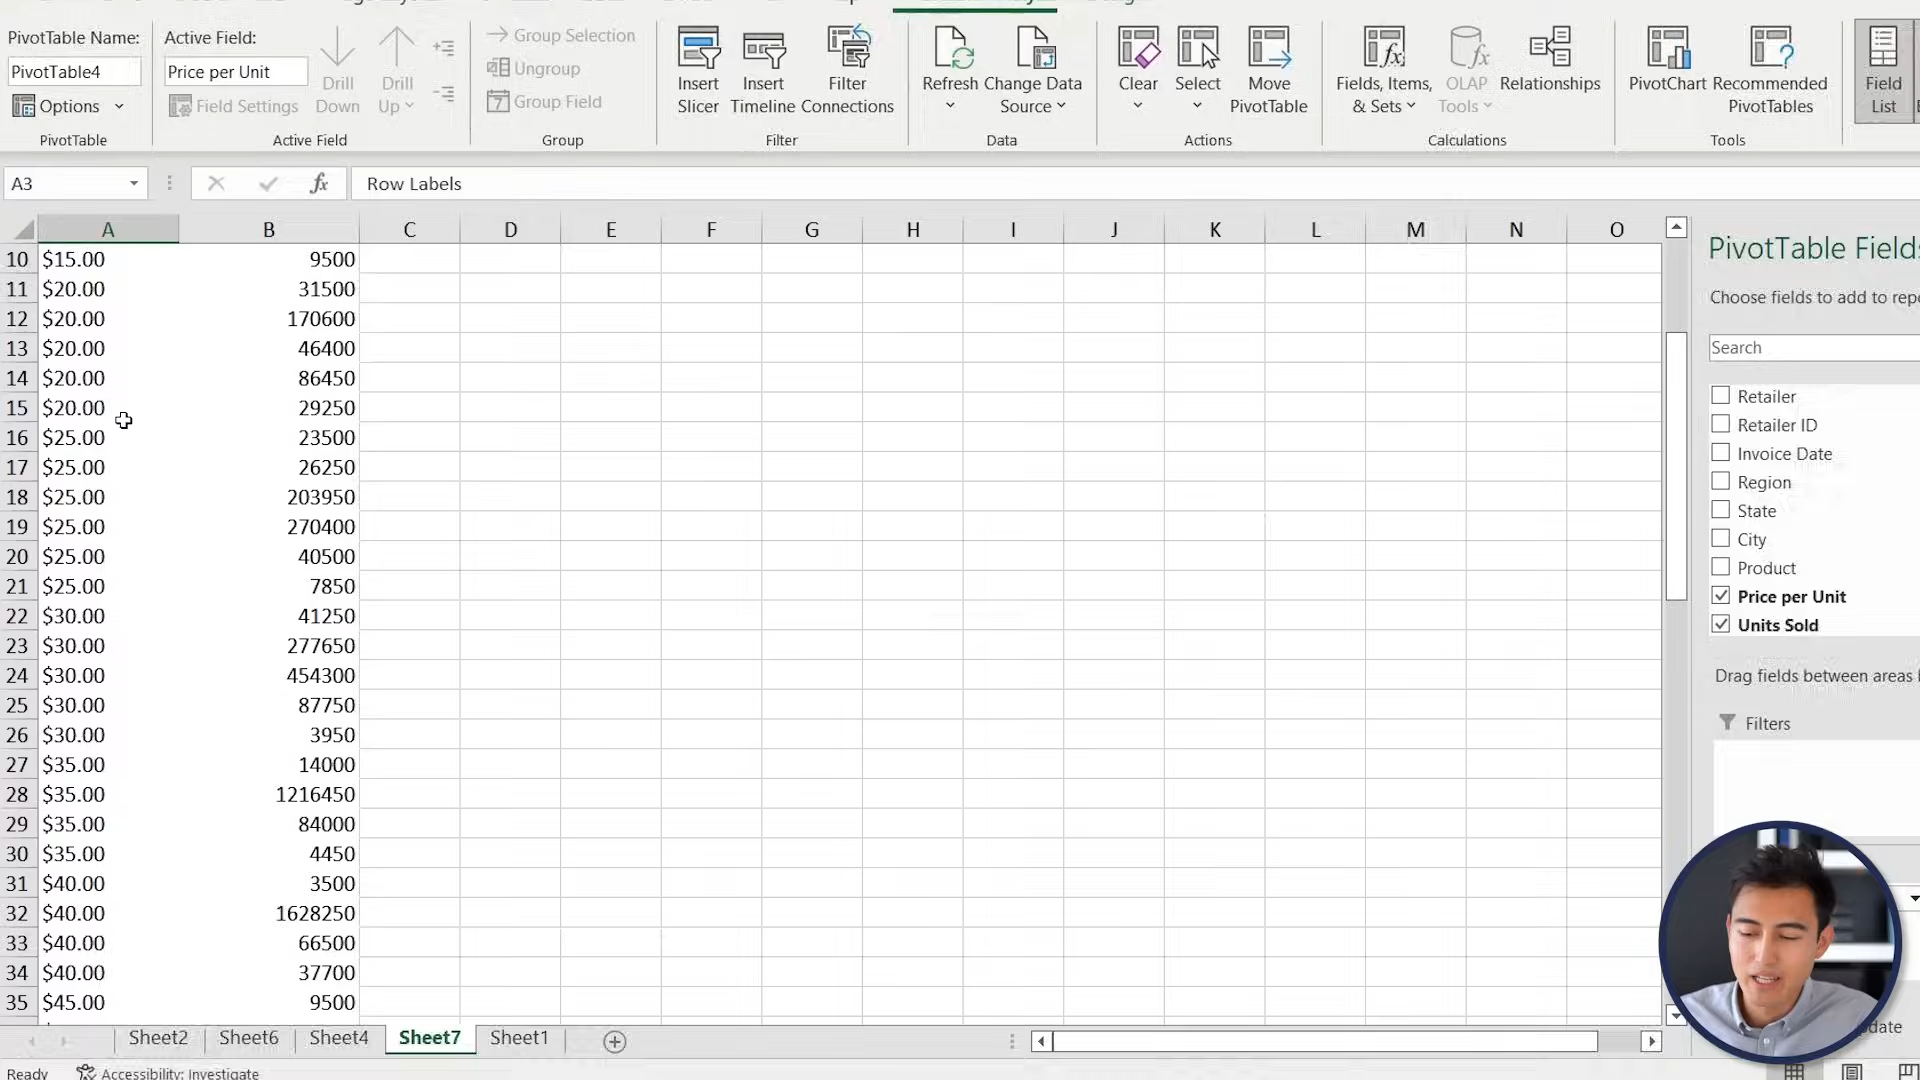 PivotTable Name:
PivotTable4
Options
PivotTable
Active Field:
Price per Unit
Field Settings
Drill Down
Drill Up
Active Field
Group Selection
Ungroup
Group Field
Group
Insert Slicer
Insert Timeline
Filter Connections
Filter
Refresh
Change Data Source
Data
Clear
Select
Move PivotTable
Actions
Fields, Items, & Sets
OLAP Tools
Relationships
Calculations
PivotChart
Recommended PivotTables
Tools
Field List
A3
fx
Row Labels
A B C D E F G H I J K L M N O
10 $15.00 9500
11 $20.00 31500
12 $20.00 170600
13 $20.00 46400
14 $20.00 86450
15 $20.00 29250
16 $25.00 23500
17 $25.00 26250
18 $25.00 203950
19 $25.00 270400
20 $25.00 40500
21 $25.00 7850
22 $30.00 41250
23 $30.00 277650
24 $30.00 454300
25 $30.00 87750
26 $30.00 3950
27 $35.00 14000
28 $35.00 1216450
29 $35.00 84000
30 $35.00 4450
31 $40.00 3500
32 $40.00 1628250
33 $40.00 66500
34 $40.00 37700
35 $45.00 9500
PivotTable Fields
Choose fields to add to rep
Search
Retailer
Retailer ID
Invoice Date
Region
State
City
Product
Price per Unit
Units Sold
Drag fields between areas
Filters
date
Sheet2 Sheet6 Sheet4 Sheet7 Sheet1
Ready Accessibility: Investigate